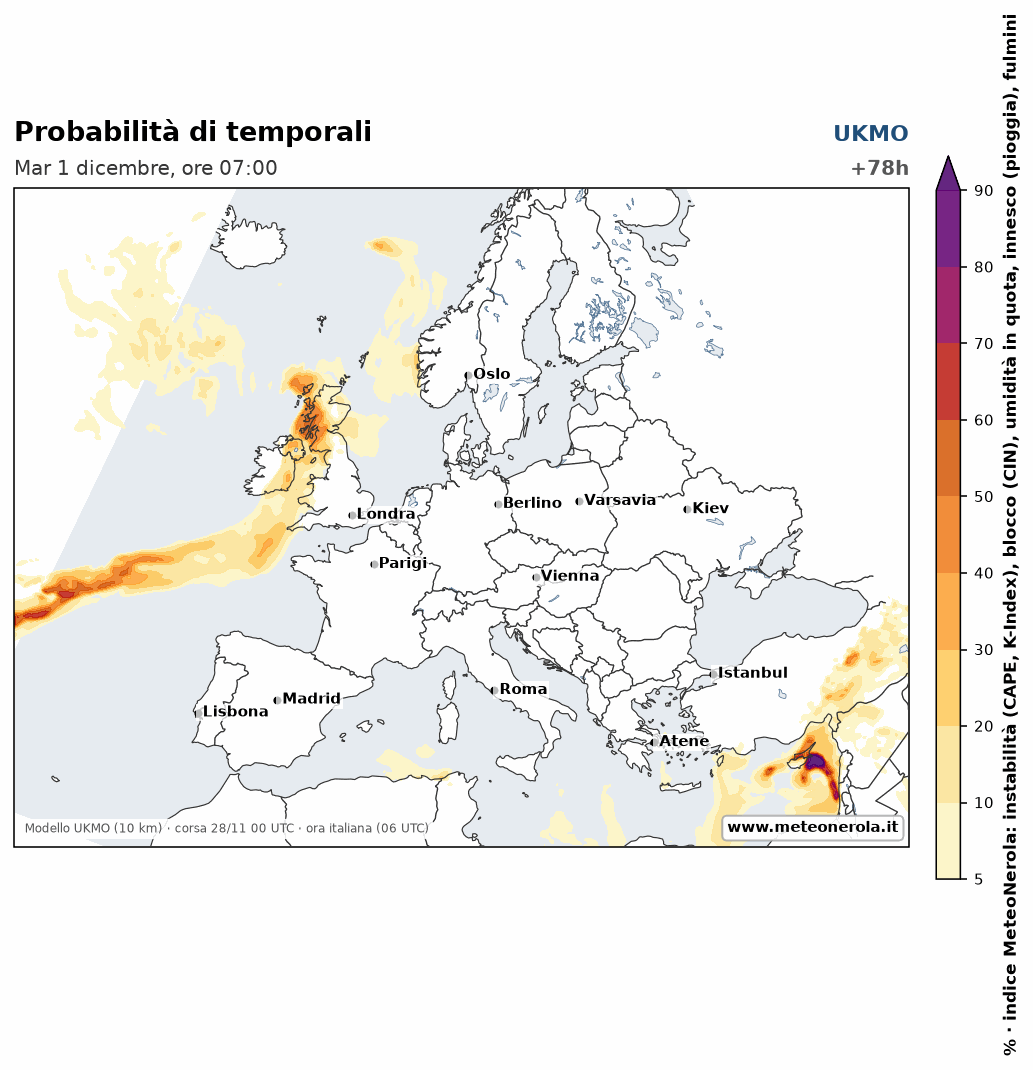 Probabilità di temporali
UKMO
Mar 1 dicembre, ore 07:00
+78h
Oslo
Berlino
Varsavia
Kiev
Londra
Parigi
Vienna
Istanbul
Roma
Madrid
Lisbona
Atene
Modello UKMO (10 km) · corsa 28/11 00 UTC · ora italiana (06 UTC)
www.meteonerola.it
90
80
70
60
50
40
30
20
10
5
% · indice MeteoNerola: instabilità (CAPE, K-Index), blocco (CIN), umidità in quota, innesco (pioggia), fulmini